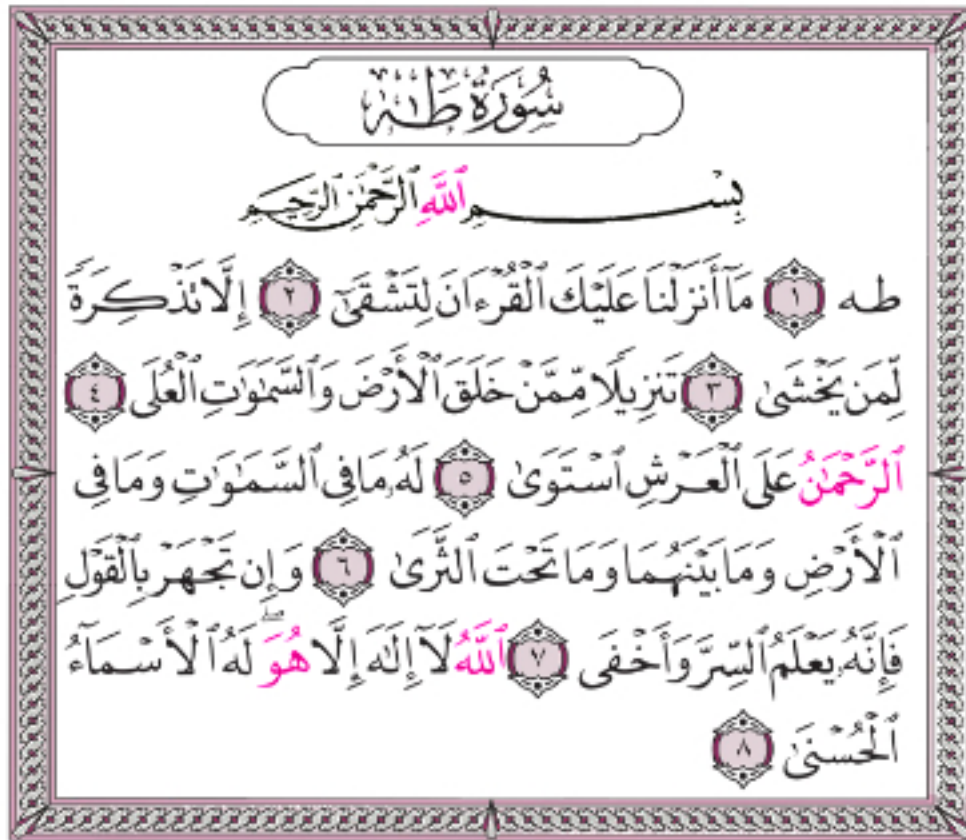 سُورَةُ طه
بِسْمِ ٱللَّهِ ٱلرَّحْمَٰنِ ٱلرَّحِيمِ
طه ١ مَآ أَنزَلْنَا عَلَيْكَ ٱلْقُرْءَانَ لِتَشْقَىٰٓ ٢ إِلَّا تَذْكِرَةً
لِّمَن يَخْشَىٰ ٣ تَنزِيلًا مِّمَّنْ خَلَقَ ٱلْأَرْضَ وَٱلسَّمَٰوَٰتِ ٱلْعُلَى ٤
ٱلرَّحْمَٰنُ عَلَى ٱلْعَرْشِ ٱسْتَوَىٰ ٥ لَهُۥ مَا فِى ٱلسَّمَٰوَٰتِ وَمَا فِى
ٱلْأَرْضِ وَمَا بَيْنَهُمَا وَمَا تَحْتَ ٱلثَّرَىٰ ٦ وَإِن تَجْهَرْ بِٱلْقَوْلِ
فَإِنَّهُۥ يَعْلَمُ ٱلسِّرَّ وَأَخْفَى ٧ ٱللَّهُ لَآ إِلَٰهَ إِلَّا هُوَ ۖ لَهُ ٱلْأَسْمَآءُ
ٱلْحُسْنَىٰ ٨